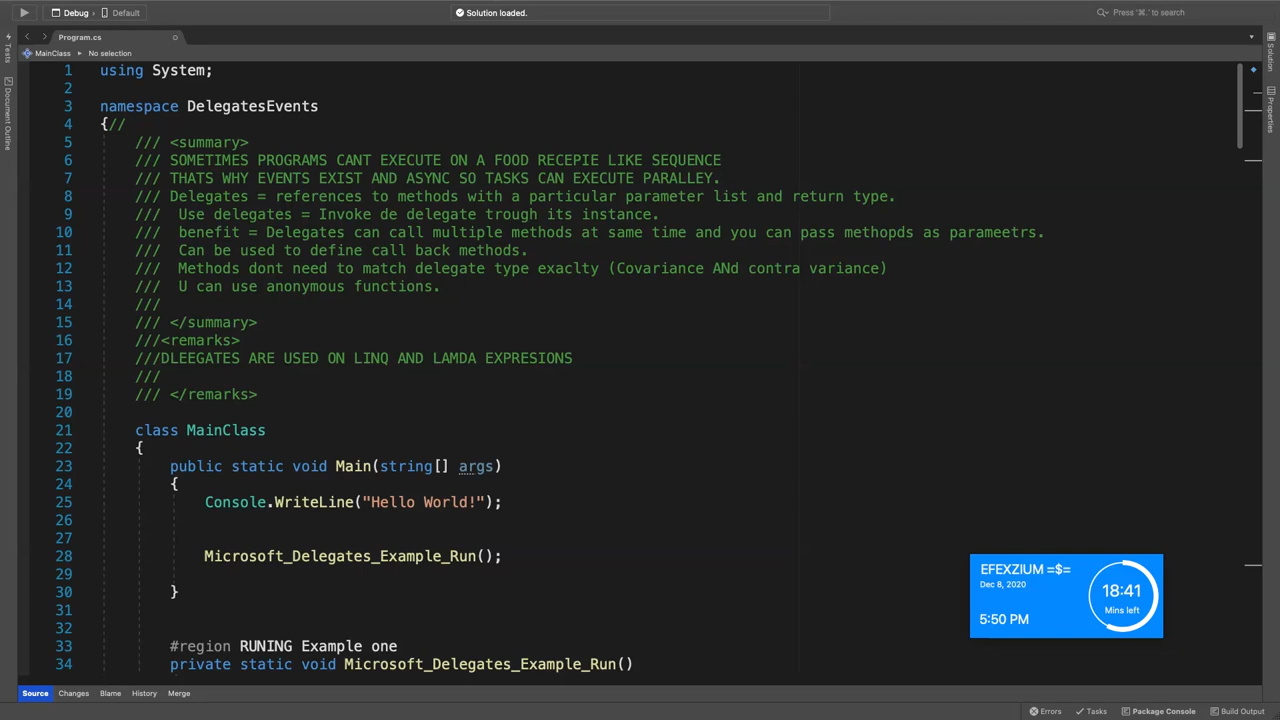 Debug › Default
Solution loaded.
Press '⌘.' to search
Program.cs
MainClass ▸ No selection
Tests
Document Outline
Solution
Properties
1 using System;
2
3 namespace DelegatesEvents
4 {//
5 /// <summary>
6 /// SOMETIMES PROGRAMS CANT EXECUTE ON A FOOD RECEPIE LIKE SEQUENCE
7 /// THATS WHY EVENTS EXIST AND ASYNC SO TASKS CAN EXECUTE PARALLEY.
8 /// Delegates = references to methods with a particular parameter list and return type.
9 ///  Use delegates = Invoke de delegate trough its instance.
10 ///  benefit = Delegates can call multiple methods at same time and you can pass methopds as parameetrs.
11 ///  Can be used to define call back methods.
12 ///  Methods dont need to match delegate type exaclty (Covariance ANd contra variance)
13 ///  U can use anonymous functions.
14 ///
15 /// </summary>
16 ///<remarks>
17 ///DLEEGATES ARE USED ON LINQ AND LAMDA EXPRESIONS
18 ///
19 /// </remarks>
20
21 class MainClass
22 {
23 public static void Main(string[] args)
24 {
25 Console.WriteLine("Hello World!");
26
27
28 Microsoft_Delegates_Example_Run();
29
30 }
31
32
33 #region RUNING Example one
34 private static void Microsoft_Delegates_Example_Run()
EFEXZIUM =$=
Dec 8, 2020
18:41
Mins left
5:50 PM
Source Changes Blame History Merge
Errors Tasks Package Console Build Output